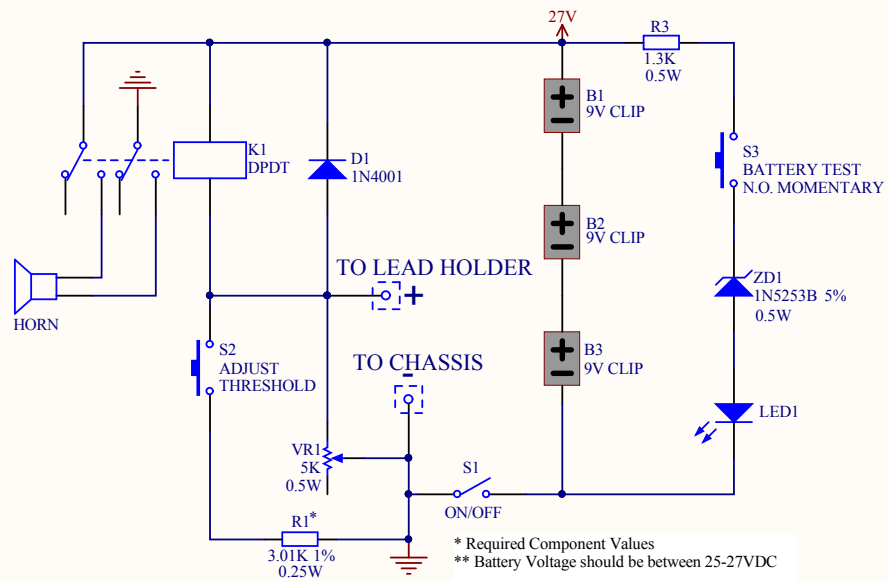 27V
R3
1.3K
0.5W
B1
9V CLIP
K1
DPDT
D1
1N4001
S3
BATTERY TEST
N.O. MOMENTARY
B2
9V CLIP
TO LEAD HOLDER
+
ZD1
1N5253B 5%
0.5W
HORN
S2
ADJUST
THRESHOLD
TO CHASSIS
-
B3
9V CLIP
LED1
VR1
5K
0.5W
S1
ON/OFF
R1*
3.01K 1%
0.25W
* Required Component Values
** Battery Voltage should be between 25-27VDC